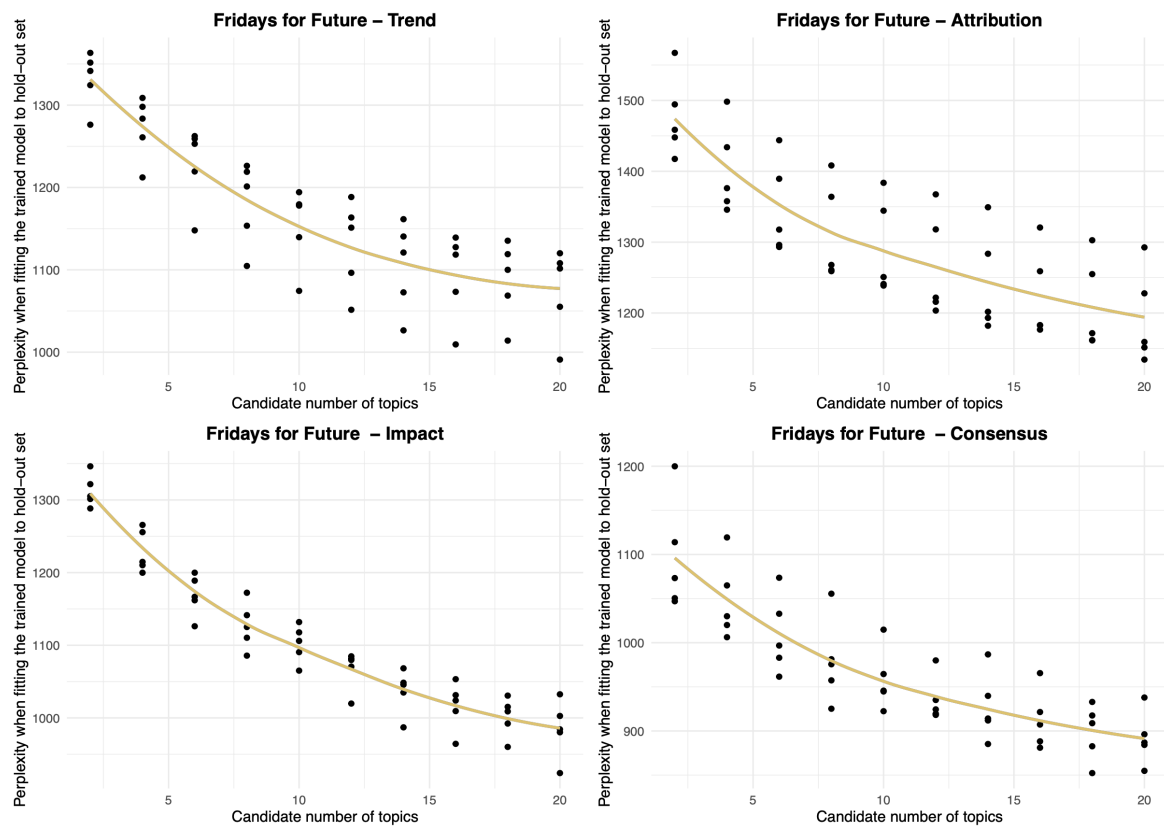 Fridays for Future – Trend
Perplexity when fitting the trained model to hold–out set
1300
1200
1100
1000
5
10
15
20
Candidate number of topics
Fridays for Future – Attribution
Perplexity when fitting the trained model to hold–out set
1500
1400
1300
1200
5
10
15
20
Candidate number of topics
Fridays for Future – Impact
Perplexity when fitting the trained model to hold–out set
1300
1200
1100
1000
5
10
15
20
Candidate number of topics
Fridays for Future – Consensus
Perplexity when fitting the trained model to hold–out set
1200
1100
1000
900
5
10
15
20
Candidate number of topics